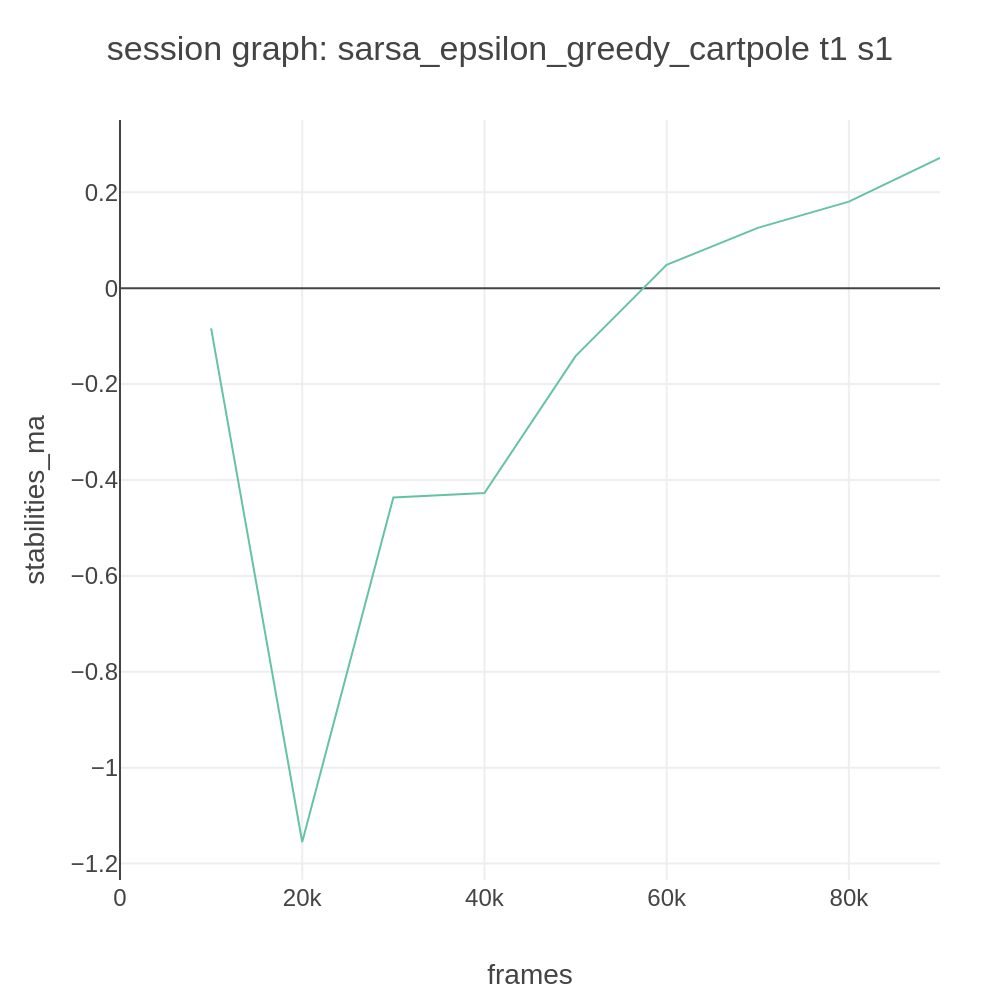 session graph: sarsa_epsilon_greedy_cartpole t1 s1
0.2
0
−0.2
−0.4
−0.6
−0.8
−1
−1.2
stabilities_ma
0 20k 40k 60k 80k
frames